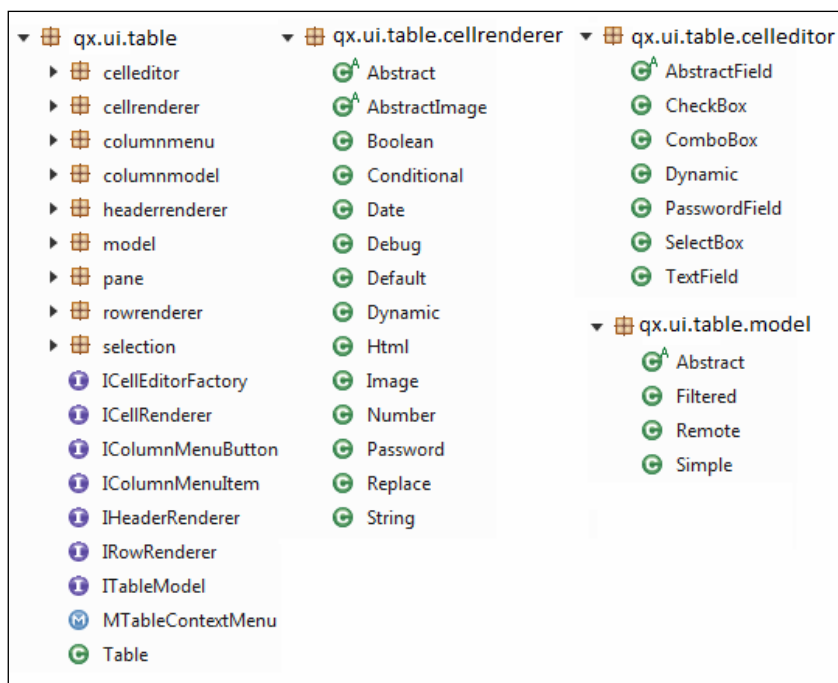 qx.ui.table
celleditor
cellrenderer
columnmenu
columnmodel
headerrenderer
model
pane
rowrenderer
selection
ICellEditorFactory
ICellRenderer
IColumnMenuButton
IColumnMenuItem
IHeaderRenderer
IRowRenderer
ITableModel
MTableContextMenu
Table
qx.ui.table.cellrenderer
Abstract
AbstractImage
Boolean
Conditional
Date
Debug
Default
Dynamic
Html
Image
Number
Password
Replace
String
qx.ui.table.celleditor
AbstractField
CheckBox
ComboBox
Dynamic
PasswordField
SelectBox
TextField
qx.ui.table.model
Abstract
Filtered
Remote
Simple